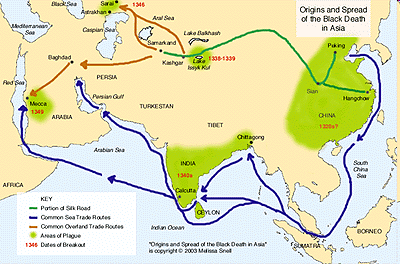 Origins and Spread
of the Black Death
in Asia
Sarai
1346
Astrakhan
Aral Sea
Black Sea
Mediterranean
Sea
Caspian Sea
Lake Balkhash
Samarkand
Kashgar
1338-1339
Lake
Issyk Kul
Peking
Baghdad
PERSIA
Sian
Hangchow
Red Sea
Persian Gulf
TURKESTAN
CHINA
1320s?
Mecca
1349
ARABIA
TIBET
Chittagong
Arabian Sea
INDIA
1340s
South
China
Sea
AFRICA
Calcutta
CEYLON
KEY
Portion of Silk Road
Common Sea Trade Routes
Common Overland Trade Routes
Areas of Plague
1346 Dates of Breakout
Indian Ocean
BORNEO
SUMATRA
"Origins and Spread of the Black Death in Asia"
is copyright © 2003 Melissa Snell